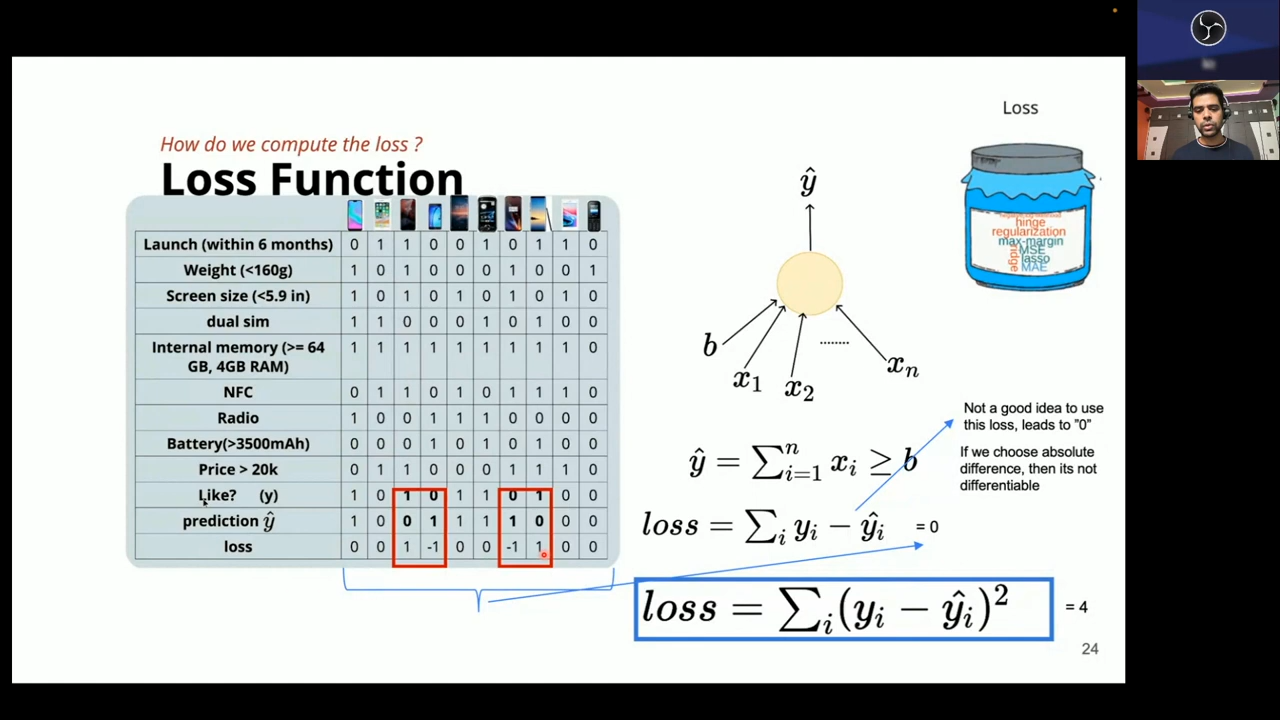 Loss
How do we compute the loss ?
Loss Function
Launch (within 6 months) 0 1 1 0 0 1 0 1 1 0
Weight (<160g) 1 0 1 0 0 0 1 0 0 1
Screen size (<5.9 in) 1 0 1 0 1 0 1 0 1 0
dual sim 1 1 0 0 0 1 0 1 0 0
Internal memory (>= 64 1 1 1 1 1 1 1 1 1 0
GB, 4GB RAM)
NFC 0 1 1 0 1 0 1 1 1 0
Radio 1 0 0 1 1 1 0 0 0 0
Battery(>3500mAh) 0 0 0 1 0 1 0 1 0 0
Price > 20k 0 1 1 0 0 0 1 1 1 0
Like? (y) 1 0 1 0 1 1 0 1 0 0
prediction ŷ 1 0 0 1 1 1 1 0 0 0
loss 0 0 1 -1 0 0 -1 1 0 0
hinge
regularization
max-margin
MSE
lasso
ridge
MAE
ŷ
b
x₁ x₂ ........ xₙ
Not a good idea to use
this loss, leads to ”0”
If we choose absolute
difference, then its not
differentiable
ŷ = ∑ⁿᵢ₌₁ xᵢ ≥ b
loss = ∑ᵢ yᵢ − ŷᵢ = 0
loss = ∑ᵢ(yᵢ − ŷᵢ)² = 4
24